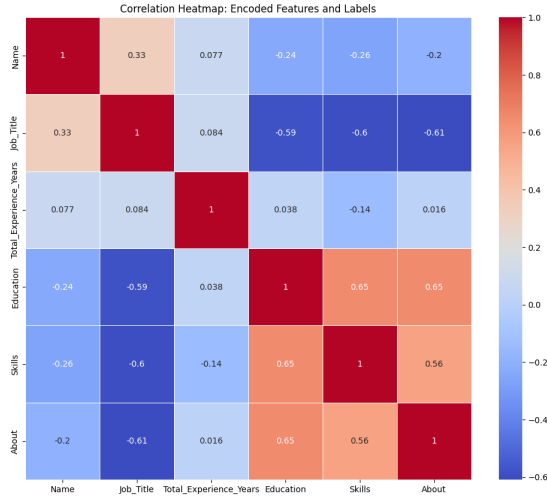 Correlation Heatmap: Encoded Features and Labels
Name 1 0.33 0.077 -0.24 -0.26 -0.2
Job_Title 0.33 1 0.084 -0.59 -0.6 -0.61
Total_Experience_Years 0.077 0.084 1 0.038 -0.14 0.016
Education -0.24 -0.59 0.038 1 0.65 0.65
Skills -0.26 -0.6 -0.14 0.65 1 0.56
About -0.2 -0.61 0.016 0.65 0.56 1
Name Job_Title Total_Experience_Years Education Skills About
1.0
0.8
0.6
0.4
0.2
0.0
−0.2
−0.4
−0.6